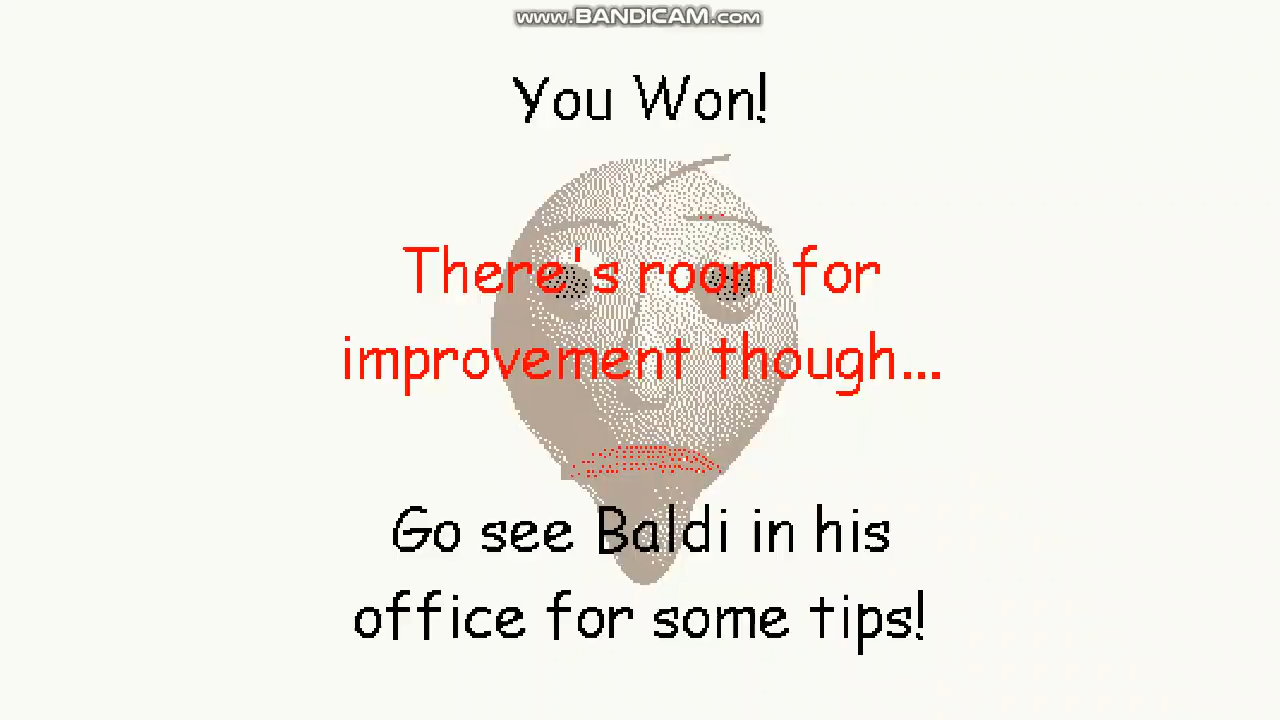 www.BANDICAM.com
You Won!
There's room for
improvement though...
Go see Baldi in his
office for some tips!